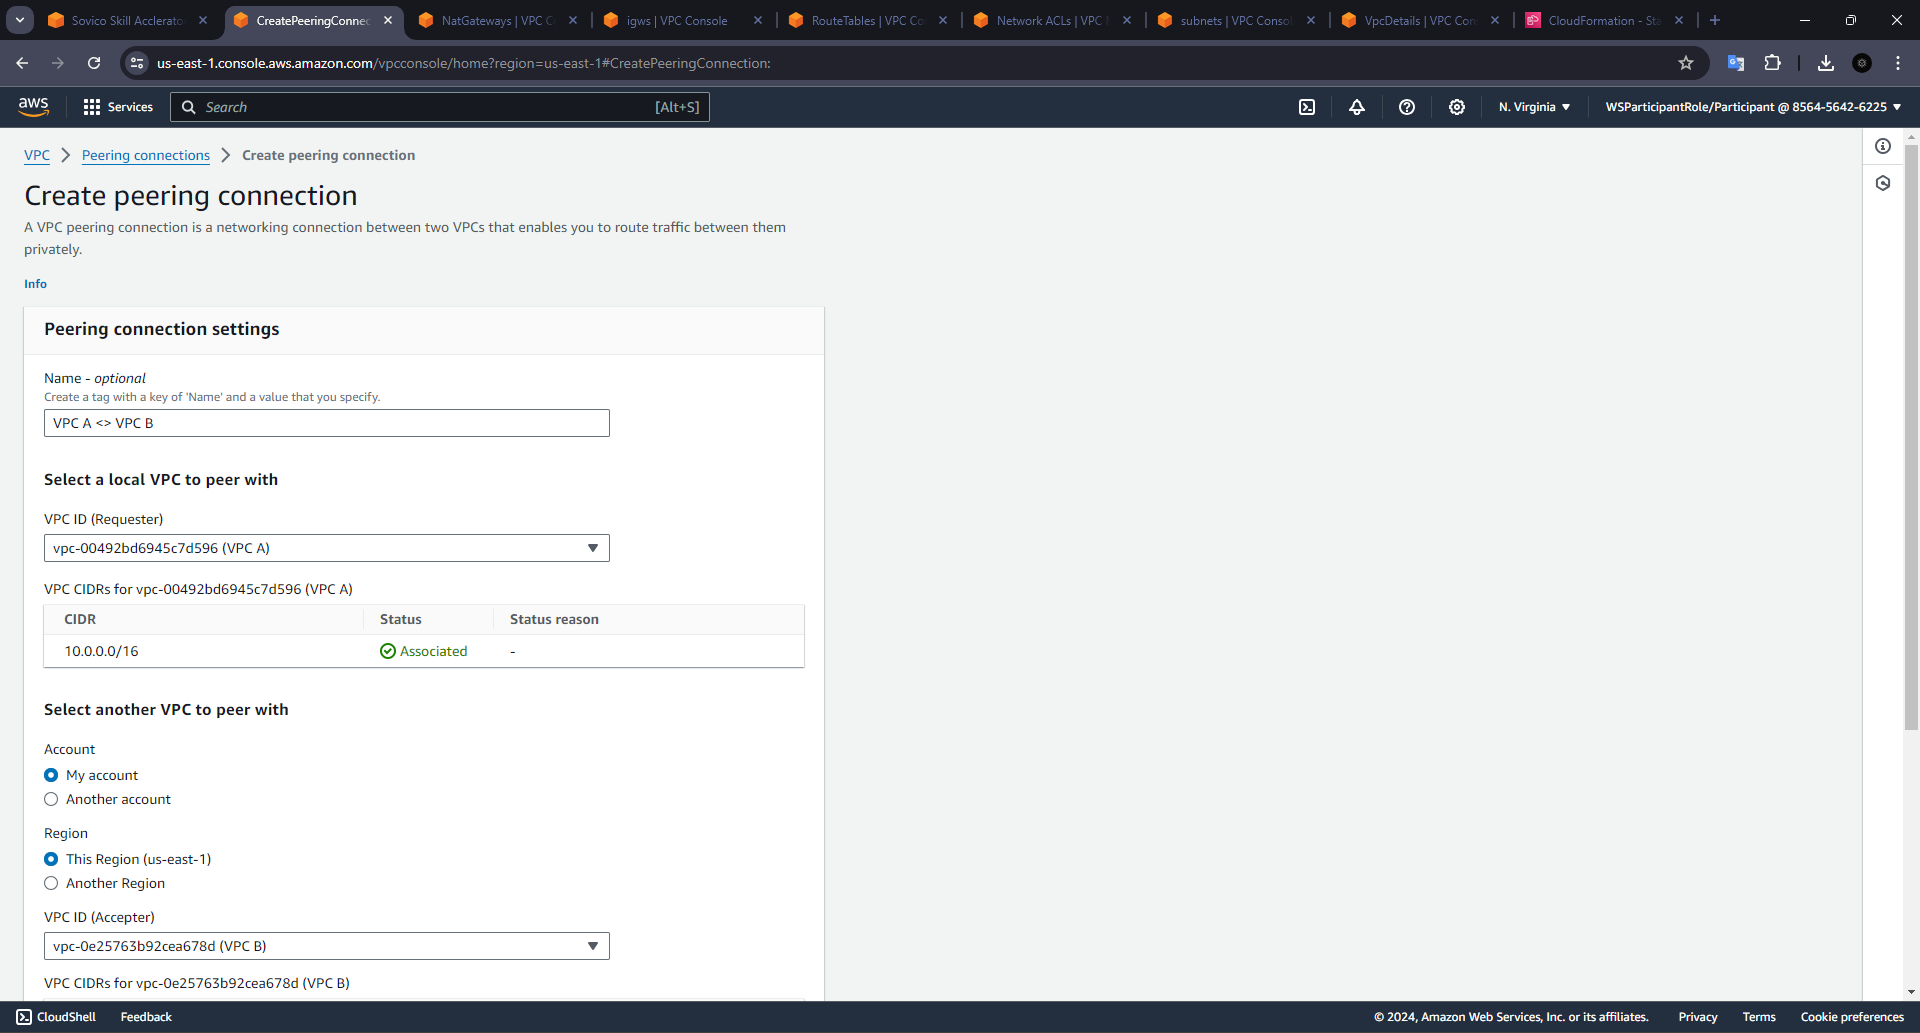 Sovico Skill Acclerato
CreatePeeringConnec
NatGateways | VPC C
igws | VPC Console
RouteTables | VPC Co
Network ACLs | VPC
subnets | VPC Conso
VpcDetails | VPC Con
CloudFormation - Sta
us-east-1.console.aws.amazon.com/vpcconsole/home?region=us-east-1#CreatePeeringConnection:
aws
Services
Search
[Alt+S]
N. Virginia
WSParticipantRole/Participant @ 8564-5642-6225
VPC
Peering connections
Create peering connection
Create peering connection
A VPC peering connection is a networking connection between two VPCs that enables you to route traffic between them
privately.
Info
Peering connection settings
Name - optional
Create a tag with a key of 'Name' and a value that you specify.
VPC A <> VPC B
Select a local VPC to peer with
VPC ID (Requester)
vpc-00492bd6945c7d596 (VPC A)
VPC CIDRs for vpc-00492bd6945c7d596 (VPC A)
CIDR Status Status reason
10.0.0.0/16 Associated -
Select another VPC to peer with
Account
My account
Another account
Region
This Region (us-east-1)
Another Region
VPC ID (Accepter)
vpc-0e25763b92cea678d (VPC B)
VPC CIDRs for vpc-0e25763b92cea678d (VPC B)
CloudShell
Feedback
© 2024, Amazon Web Services, Inc. or its affiliates.
Privacy
Terms
Cookie preferences